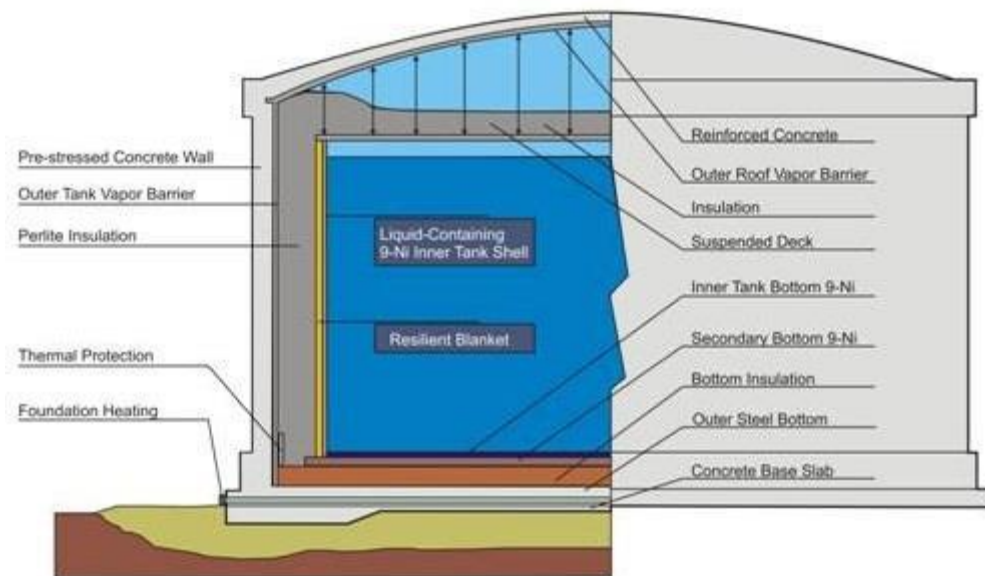 Pre-stressed Concrete Wall
Outer Tank Vapor Barrier
Perlite Insulation
Thermal Protection
Foundation Heating
Liquid-Containing
9-Ni Inner Tank Shell
Resilient Blanket
Reinforced Concrete
Outer Roof Vapor Barrier
Insulation
Suspended Deck
Inner Tank Bottom 9-Ni
Secondary Bottom 9-Ni
Bottom Insulation
Outer Steel Bottom
Concrete Base Slab